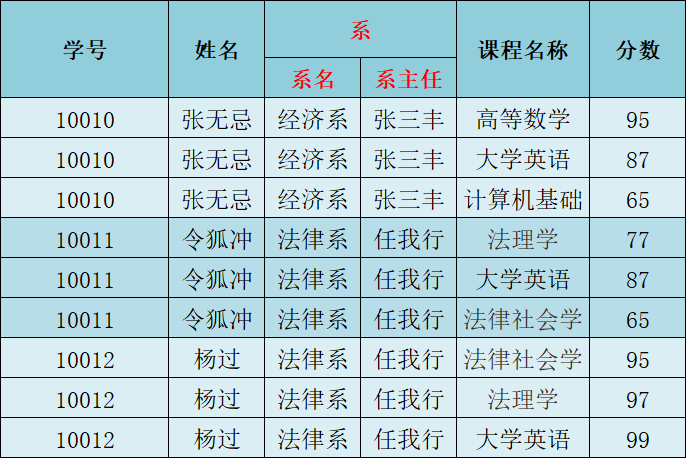 学号 姓名 系 课程名称 分数
系名 系主任
10010 张无忌 经济系 张三丰 高等数学 95
10010 张无忌 经济系 张三丰 大学英语 87
10010 张无忌 经济系 张三丰 计算机基础 65
10011 令狐冲 法律系 任我行 法理学 77
10011 令狐冲 法律系 任我行 大学英语 87
10011 令狐冲 法律系 任我行 法律社会学 65
10012 杨过 法律系 任我行 法律社会学 95
10012 杨过 法律系 任我行 法理学 97
10012 杨过 法律系 任我行 大学英语 99